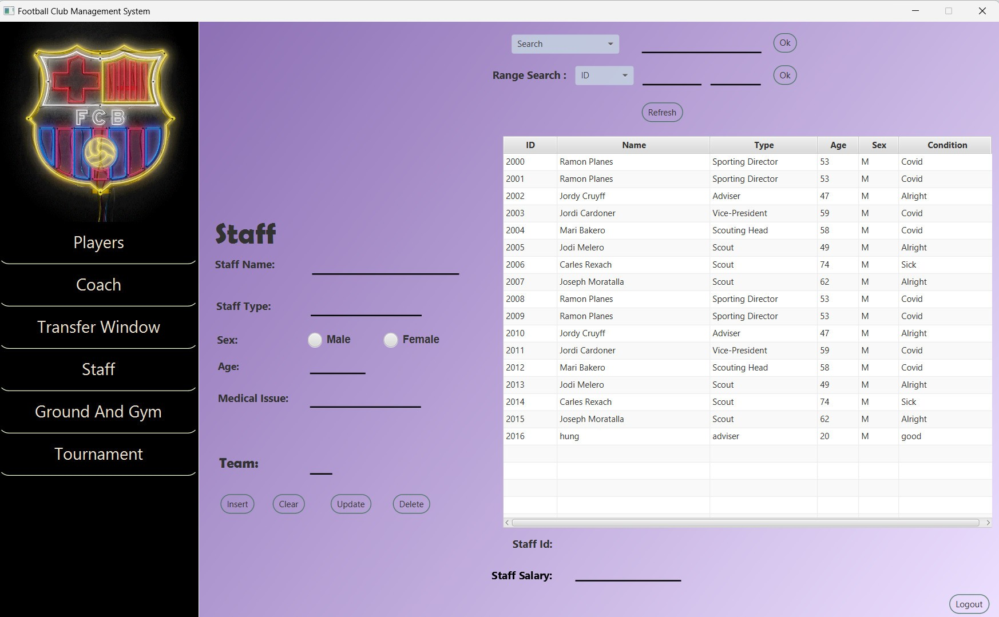 Football Club Management System
FCB
Players
Coach
Transfer Window
Staff
Ground And Gym
Tournament
Search
Ok
Range Search :
ID
Ok
Refresh
Staff
Staff Name:
Staff Type:
Sex:
Male
Female
Age:
Medical Issue:
Team:
Insert
Clear
Update
Delete
ID Name Type Age Sex Condition
2000 Ramon Planes Sporting Director 53 M Covid
2001 Ramon Planes Sporting Director 53 M Covid
2002 Jordy Cruyff Adviser 47 M Alright
2003 Jordi Cardoner Vice-President 59 M Covid
2004 Mari Bakero Scouting Head 58 M Covid
2005 Jodi Melero Scout 49 M Alright
2006 Carles Rexach Scout 74 M Sick
2007 Joseph Moratalla Scout 62 M Alright
2008 Ramon Planes Sporting Director 53 M Covid
2009 Ramon Planes Sporting Director 53 M Covid
2010 Jordy Cruyff Adviser 47 M Alright
2011 Jordi Cardoner Vice-President 59 M Covid
2012 Mari Bakero Scouting Head 58 M Covid
2013 Jodi Melero Scout 49 M Alright
2014 Carles Rexach Scout 74 M Sick
2015 Joseph Moratalla Scout 62 M Alright
2016 hung adviser 20 M good
Staff Id:
Staff Salary:
Logout